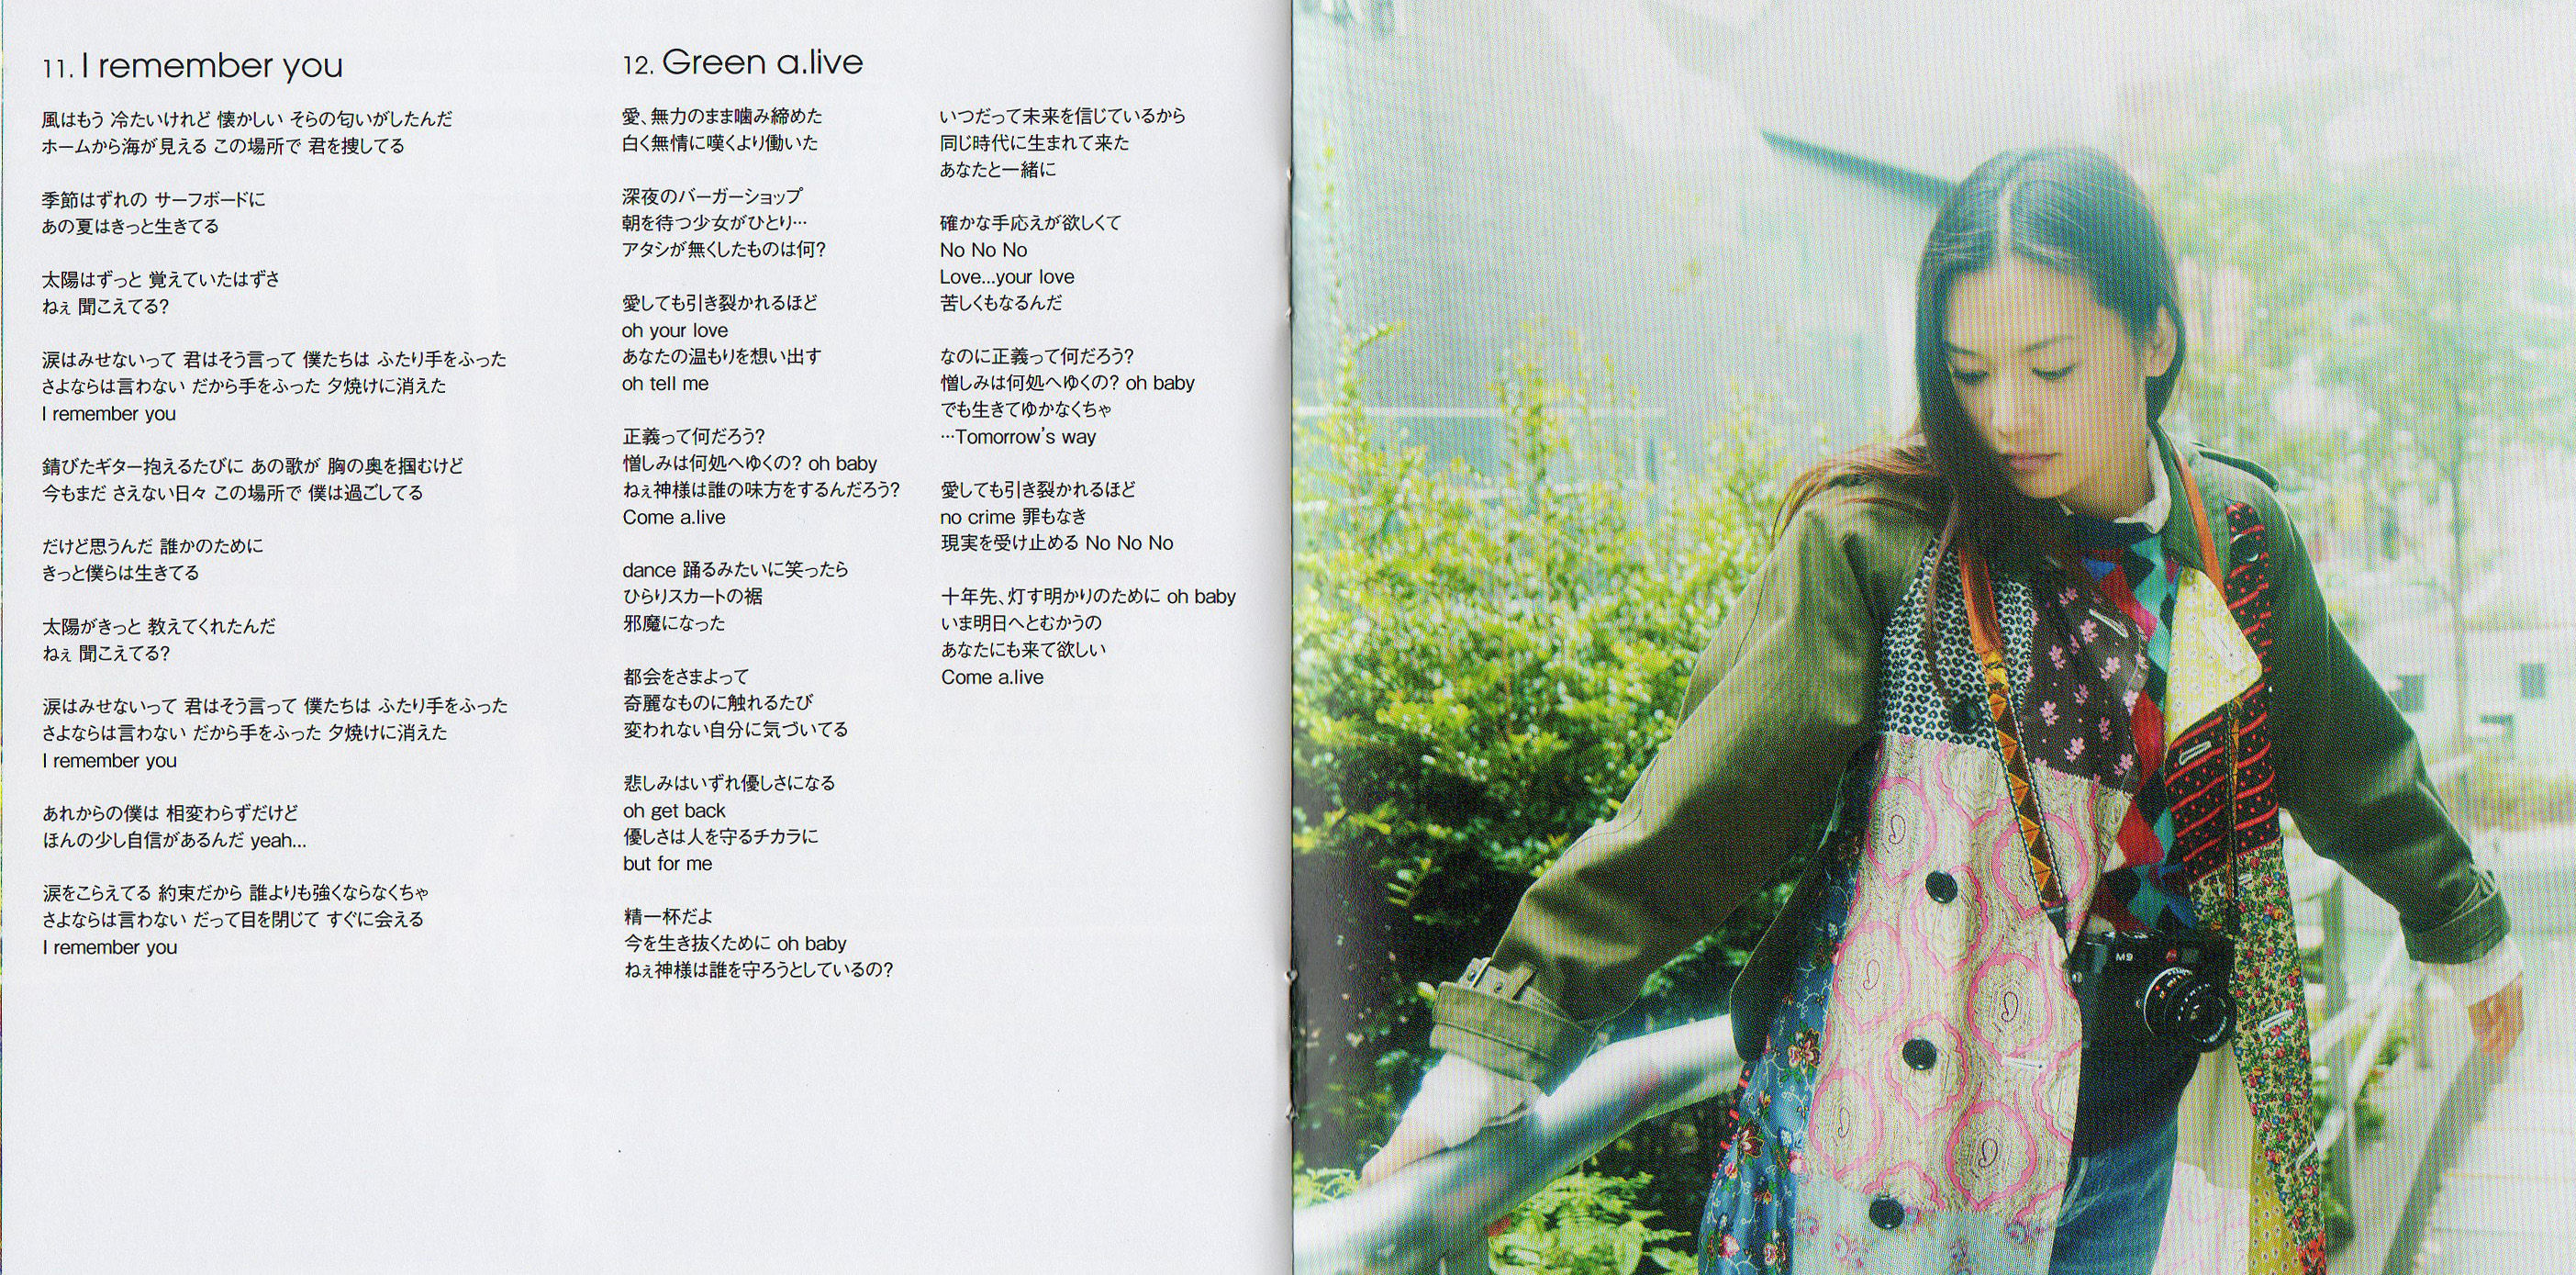 11. I remember you
風はもう 冷たいけれど 懐かしい そらの匂いがしたんだ
ホームから海が見える この場所で 君を捜してる
季節はずれの サーフボードに
あの夏はきっと生きてる
太陽はずっと 覚えていたはずさ
ねぇ 聞こえてる?
涙はみせないって 君はそう言って 僕たちは ふたり手をふった
さよならは言わない だから手をふった 夕焼けに消えた
I remember you
錆びたギター抱えるたびに あの歌が 胸の奥を掴むけど
今もまだ さえない日々 この場所で 僕は過ごしてる
だけど思うんだ 誰かのために
きっと僕らは生きてる
太陽がきっと 教えてくれたんだ
ねぇ 聞こえてる?
涙はみせないって 君はそう言って 僕たちは ふたり手をふった
さよならは言わない だから手をふった 夕焼けに消えた
I remember you
あれからの僕は 相変わらずだけど
ほんの少し自信があるんだ yeah...
涙をこらえてる 約束だから 誰よりも強くならなくちゃ
さよならは言わない だって目を閉じて すぐに会える
I remember you
12. Green a.live
愛、無力のまま噛み締めた
白く無情に嘆くより働いた
深夜のバーガーショップ
朝を待つ少女がひとり…
アタシが無くしたものは何?
愛しても引き裂かれるほど
oh your love
あなたの温もりを想い出す
oh tell me
正義って何だろう?
憎しみは何処へゆくの? oh baby
ねぇ神様は誰の味方をするんだろう?
Come a.live
dance 踊るみたいに笑ったら
ひらりスカートの裾
邪魔になった
都会をさまよって
奇麗なものに触れるたび
変われない自分に気づいてる
悲しみはいずれ優しさになる
oh get back
優しさは人を守るチカラに
but for me
精一杯だよ
今を生き抜くために oh baby
ねぇ神様は誰を守ろうとしているの?
いつだって未来を信じているから
同じ時代に生まれて来た
あなたと一緒に
確かな手応えが欲しくて
No No No
Love...your love
苦しくもなるんだ
なのに正義って何だろう?
憎しみは何処へゆくの? oh baby
でも生きてゆかなくちゃ
…Tomorrow's way
愛しても引き裂かれるほど
no crime 罪もなき
現実を受け止める No No No
十年先、灯す明かりのために oh baby
いま明日へとむかうの
あなたにも来て欲しい
Come a.live
M9